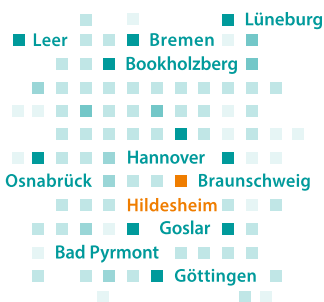 Lüneburg
Leer
Bremen
Bookholzberg
Hannover
Osnabrück
Braunschweig
Hildesheim
Goslar
Bad Pyrmont
Göttingen